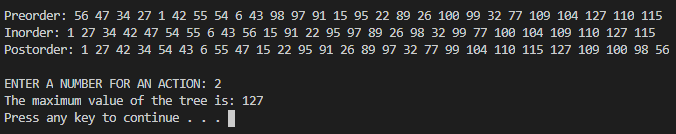 Preorder: 56 47 34 27 1 42 55 54 6 43 98 97 91 15 95 22 89 26 100 99 32 77 109 104 127 110 115
Inorder: 1 27 34 42 47 54 55 6 43 56 15 91 22 95 97 89 26 98 32 99 77 100 104 109 110 127 115
Postorder: 1 27 42 34 54 43 6 55 47 15 22 95 91 26 89 97 32 77 99 104 110 115 127 109 100 98 56
ENTER A NUMBER FOR AN ACTION: 2
The maximum value of the tree is: 127
Press any key to continue . . .